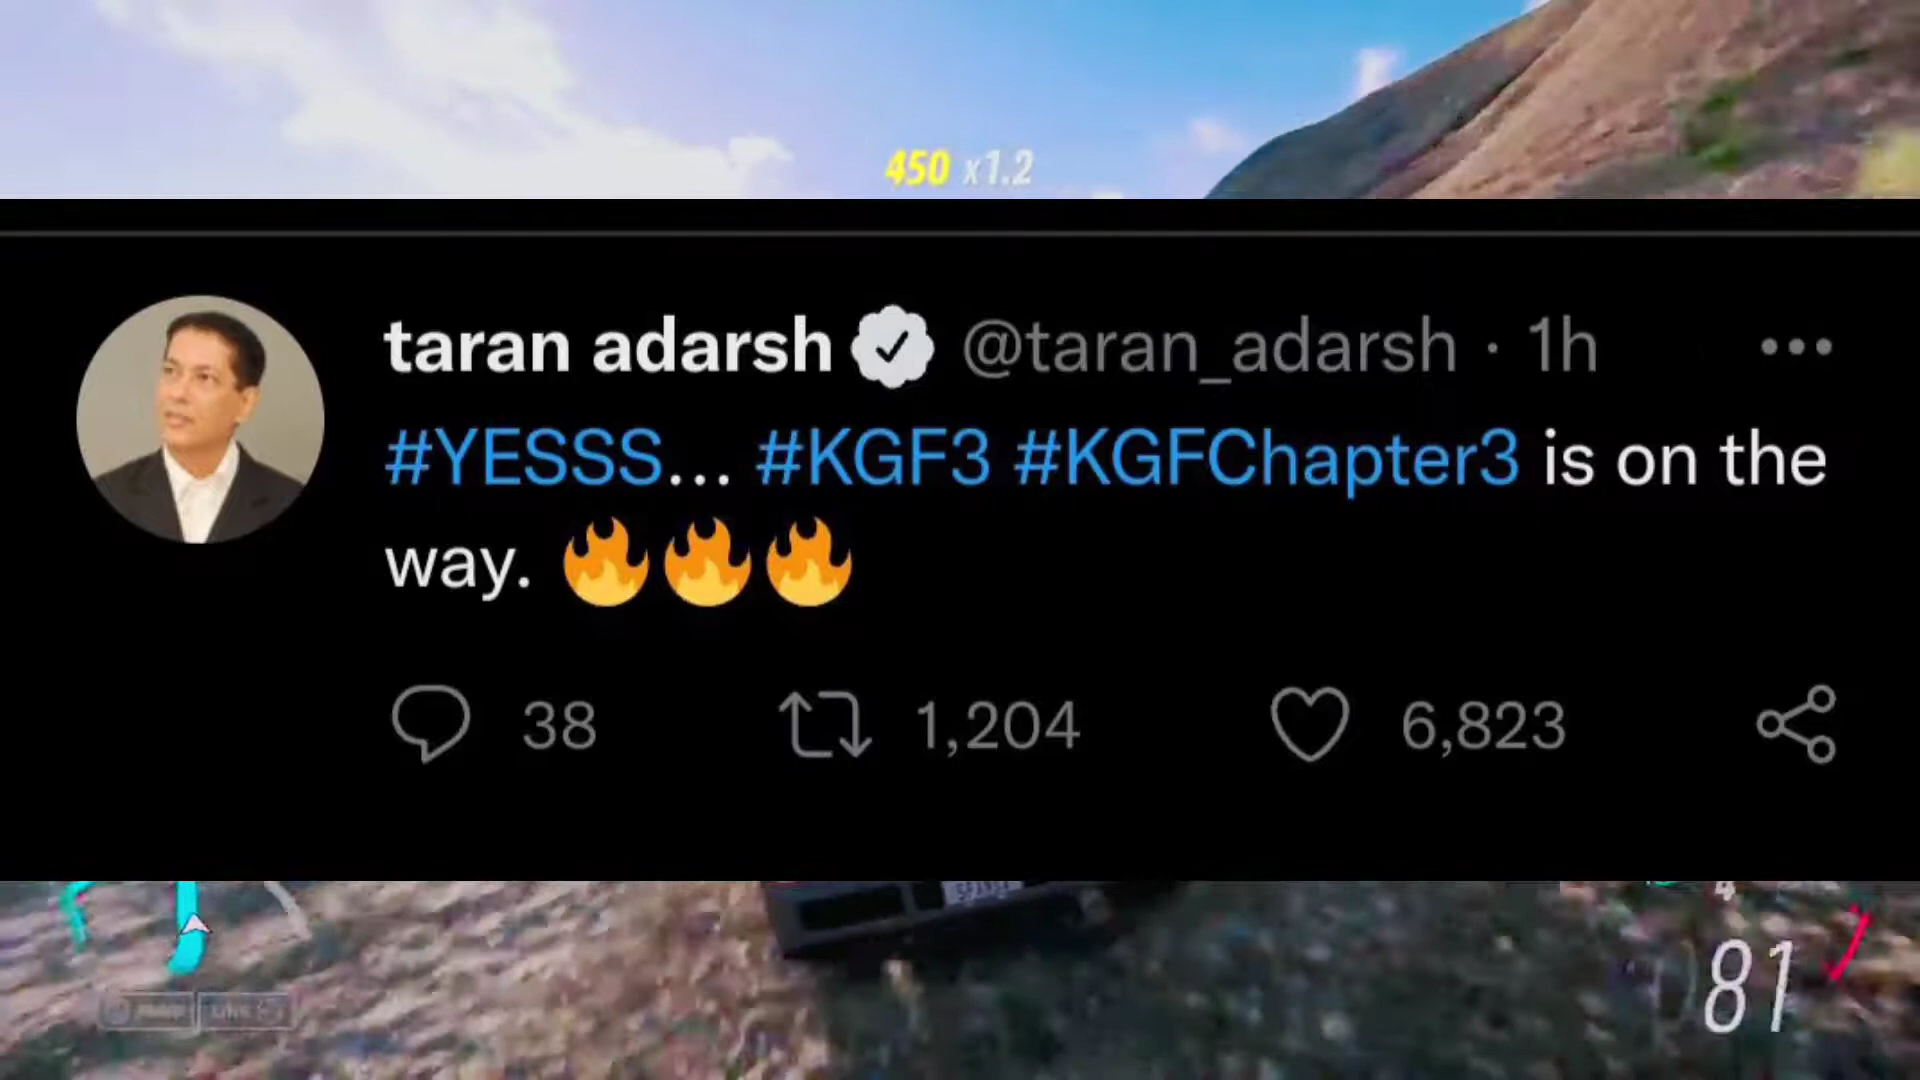 450 x1.2
taran adarsh @taran_adarsh · 1h
#YESSS... #KGF3 #KGFChapter3 is on the
way. 🔥🔥🔥
38 1,204 6,823
4
81